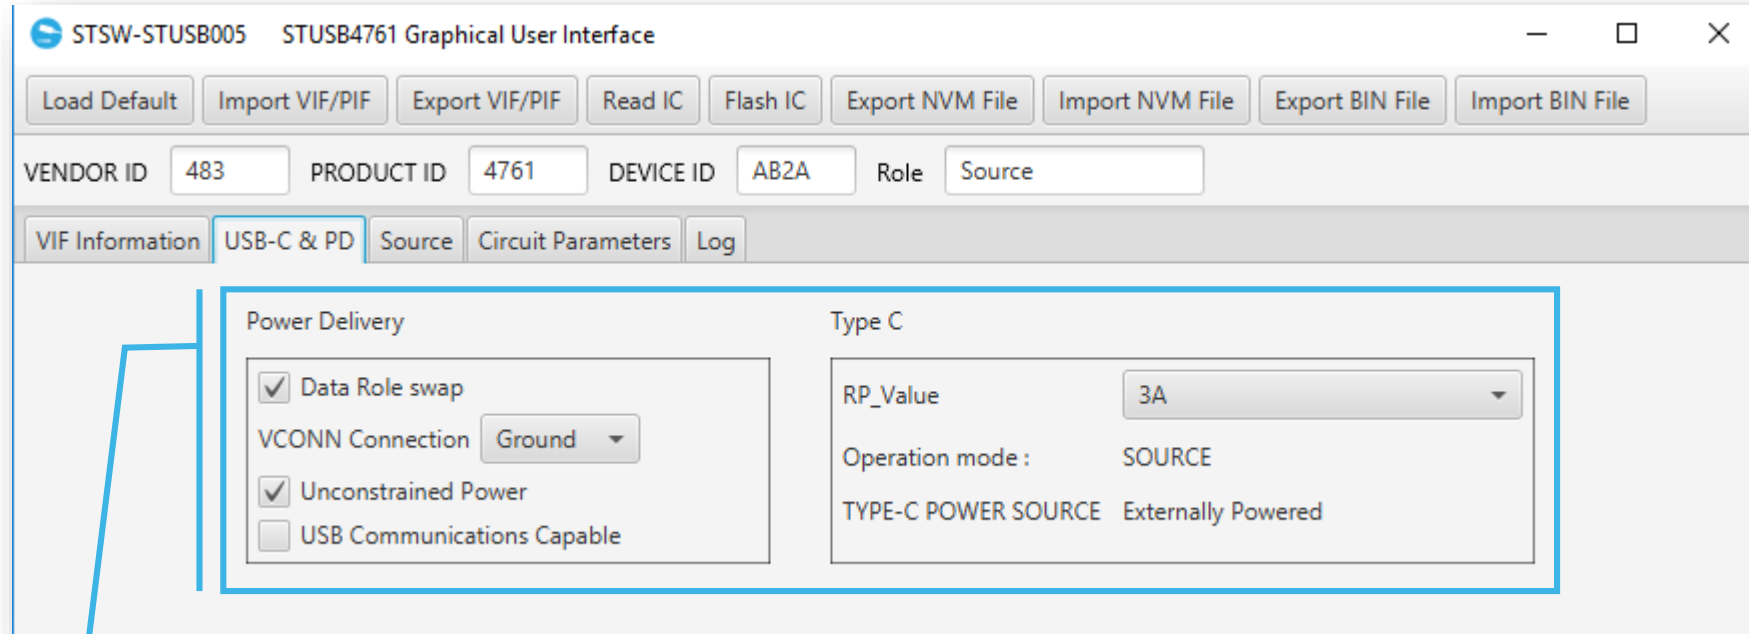 STSW-STUSB005 STUSB4761 Graphical User Interface
Load Default Import VIF/PIF Export VIF/PIF Read IC Flash IC Export NVM File Import NVM File Export BIN File Import BIN File
VENDOR ID 483 PRODUCT ID 4761 DEVICE ID AB2A Role Source
VIF Information USB-C & PD Source Circuit Parameters Log
Power Delivery
Data Role swap
VCONN Connection Ground
Unconstrained Power
USB Communications Capable
Type C
RP_Value 3A
Operation mode : SOURCE
TYPE-C POWER SOURCE Externally Powered